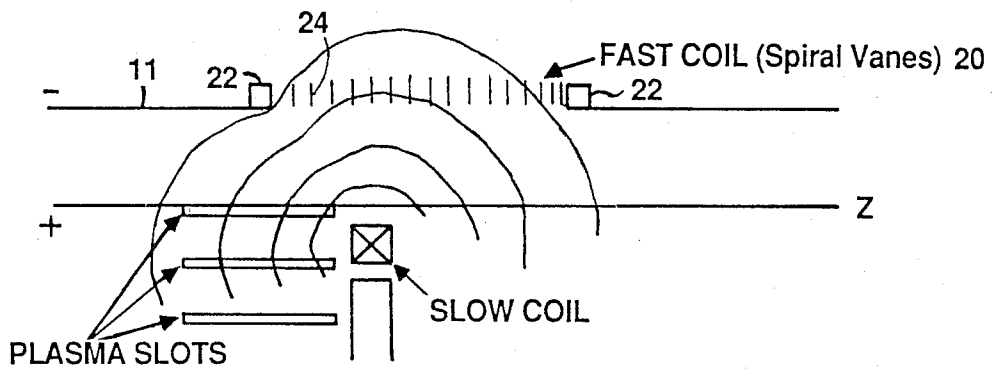 24
FAST COIL (Spiral Vanes) 20
11
22
22
-
+
Z
SLOW COIL
PLASMA SLOTS